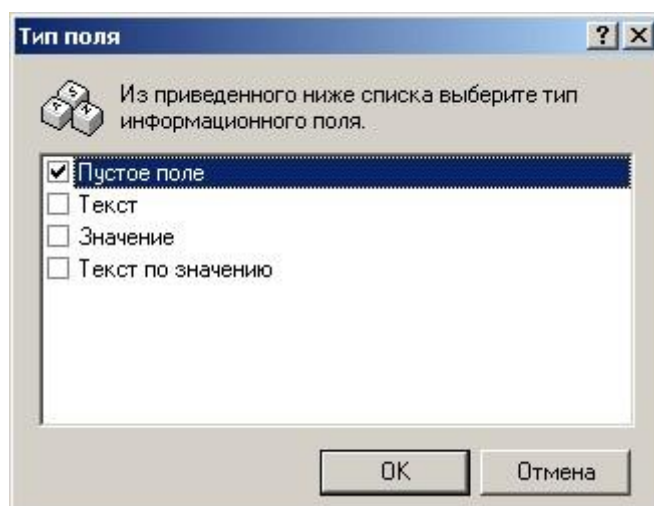 Тип поля
Из приведенного ниже списка выберите тип
информационного поля.
Пустое поле
Текст
Значение
Текст по значению
OK
Отмена